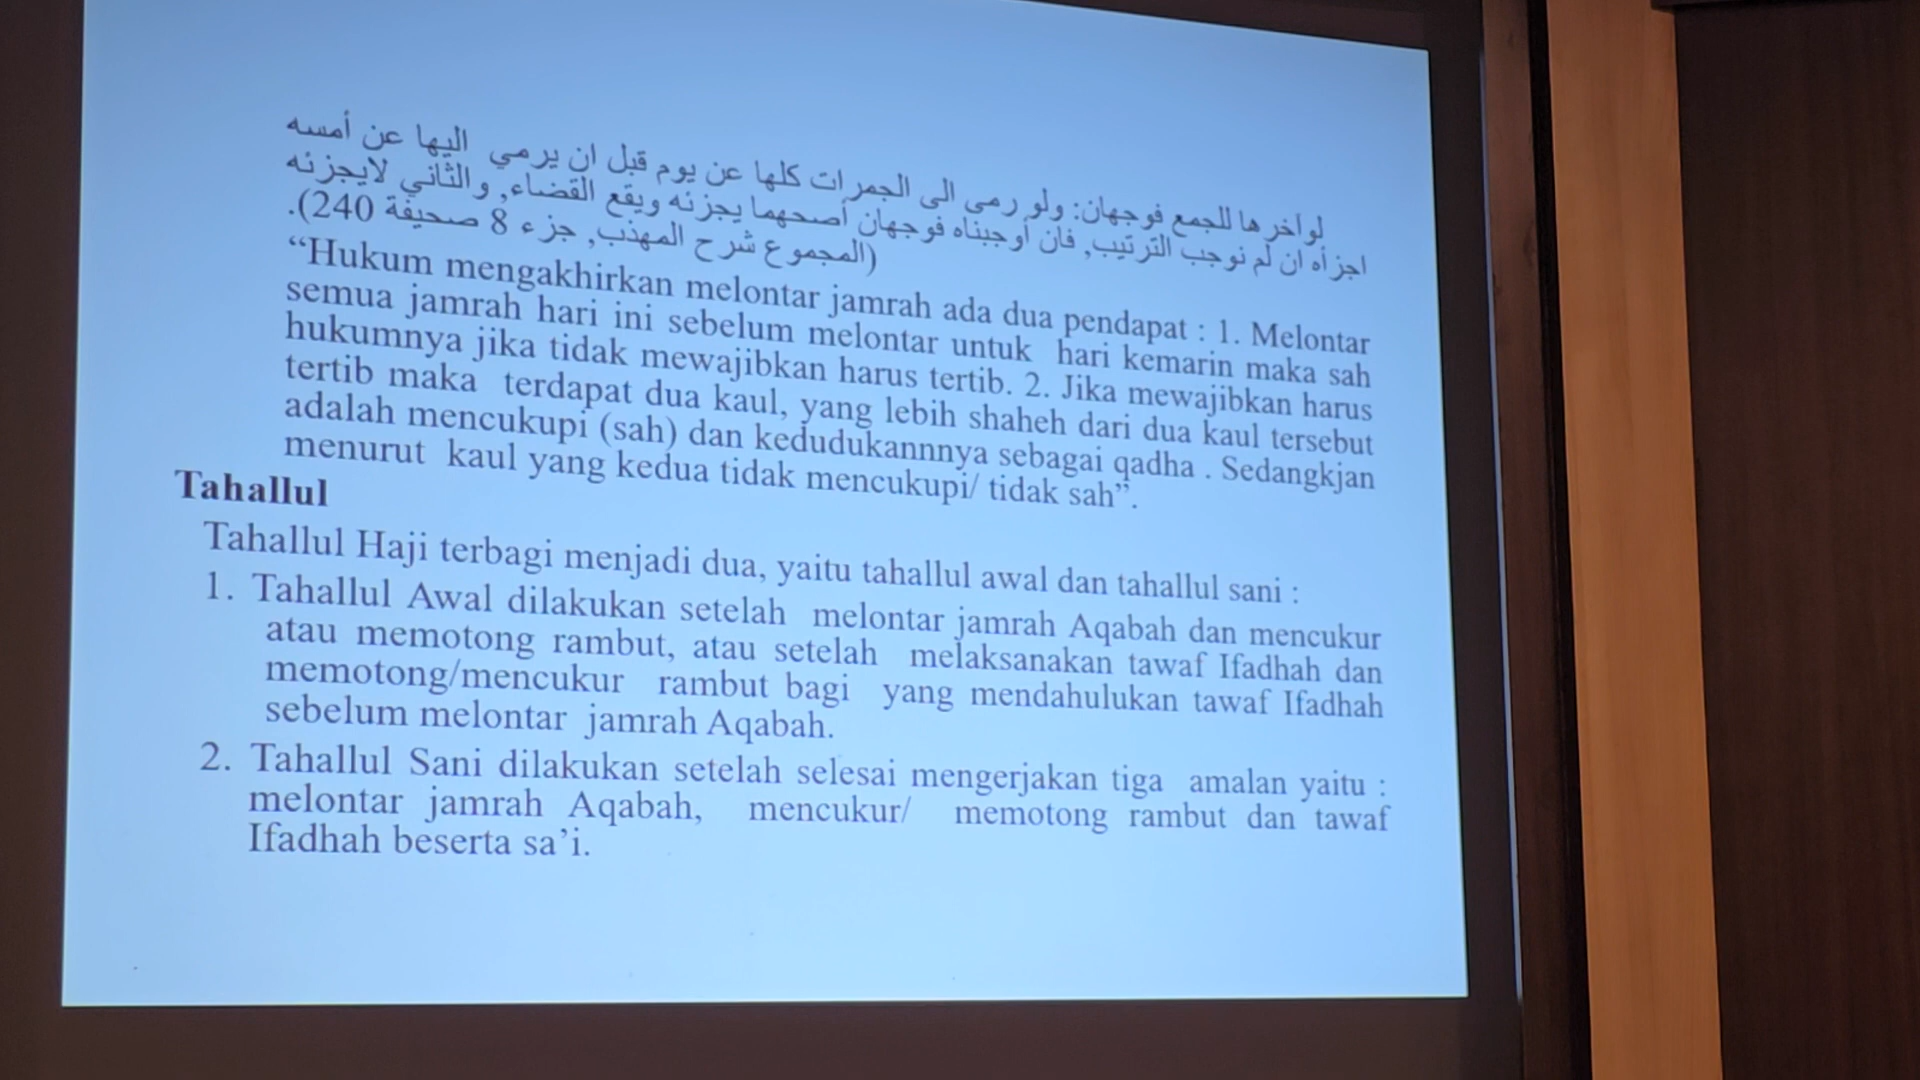 لو أخرها للجمع فوجهان: ولو رمى الى الجمرات كلها عن يوم قبل ان يرمي اليها عن أمسه
اجزأه ان لم نوجب الترتيب, فان أوجبناه فوجهان أصحهما يجزئه ويقع القضاء, والثاني لايجزئه
(المجموع شرح المهذب, جزء 8 صحيفة 240).
“Hukum mengakhirkan melontar jamrah ada dua pendapat : 1. Melontar
semua jamrah hari ini sebelum melontar untuk hari kemarin maka sah
hukumnya jika tidak mewajibkan harus tertib. 2. Jika mewajibkan harus
tertib maka terdapat dua kaul, yang lebih shaheh dari dua kaul tersebut
adalah mencukupi (sah) dan kedudukannnya sebagai qadha . Sedangkjan
menurut kaul yang kedua tidak mencukupi/ tidak sah”.
Tahallul
Tahallul Haji terbagi menjadi dua, yaitu tahallul awal dan tahallul sani :
1. Tahallul Awal dilakukan setelah melontar jamrah Aqabah dan mencukur
atau memotong rambut, atau setelah melaksanakan tawaf Ifadhah dan
memotong/mencukur rambut bagi yang mendahulukan tawaf Ifadhah
sebelum melontar jamrah Aqabah.
2. Tahallul Sani dilakukan setelah selesai mengerjakan tiga amalan yaitu :
melontar jamrah Aqabah, mencukur/ memotong rambut dan tawaf
Ifadhah beserta sa’i.